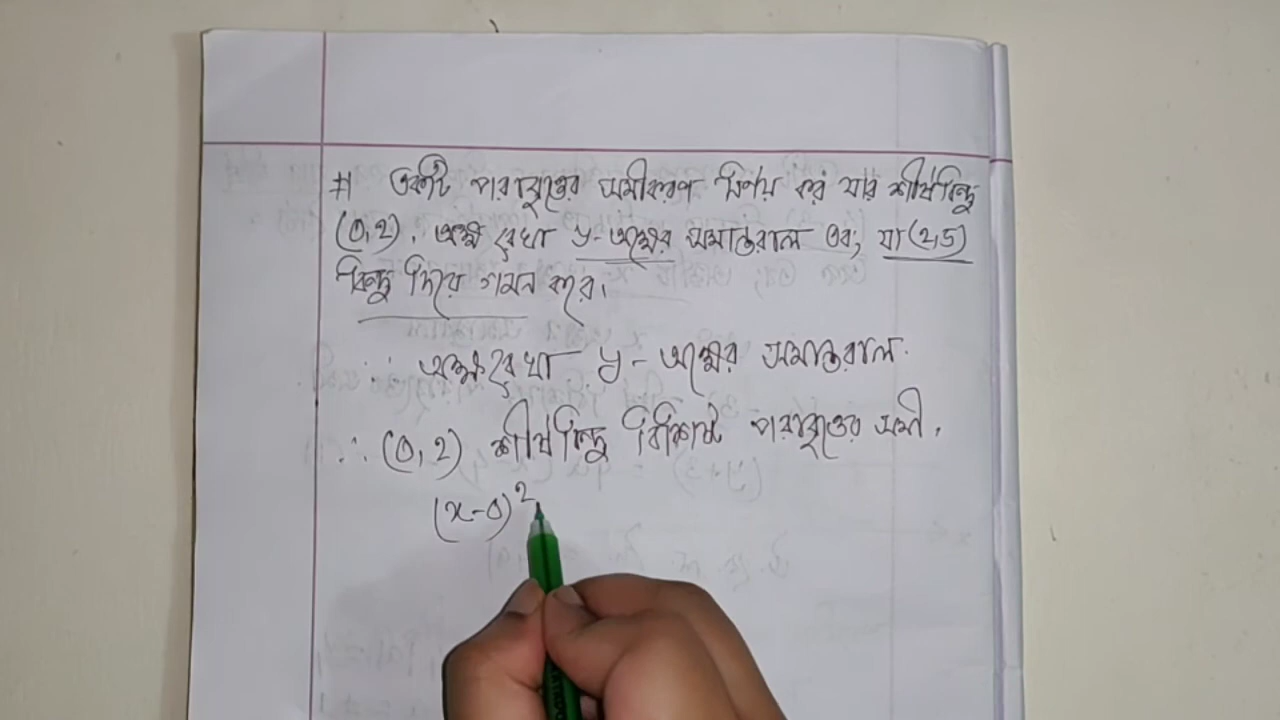 # একটি পরাবৃত্তের সমীকরণ নির্ণয় কর যার শীর্ষবিন্দু
(0,2), অক্ষ রেখা y-অক্ষের সমান্তরাল এবং যা (2,5)
বিন্দু দিয়ে গমন করে।
∵ অক্ষরেখা y-অক্ষের সমান্তরাল.
∴ (0,2) শীর্ষবিন্দু বিশিষ্ট পরাবৃত্তের সমী.
(x-0)²